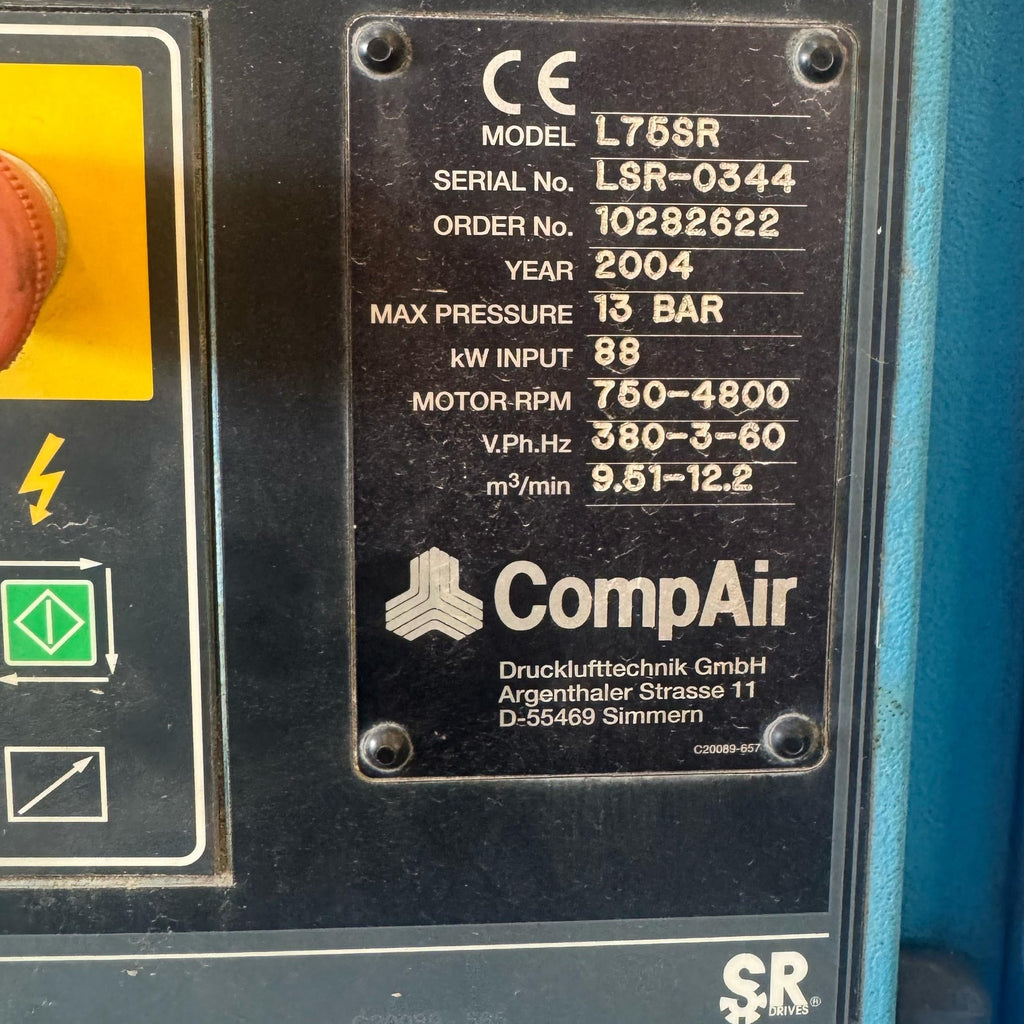 CE
MODEL L75SR
SERIAL No. LSR-0344
ORDER No. 10282622
YEAR 2004
MAX PRESSURE 13 BAR
kW INPUT 88
MOTOR RPM 750-4800
V.Ph.Hz 380-3-60
m³/min 9.51-12.2
CompAir
Drucklufttechnik GmbH
Argenthaler Strasse 11
D-55469 Simmern
C20089-657
SR
DRIVES®